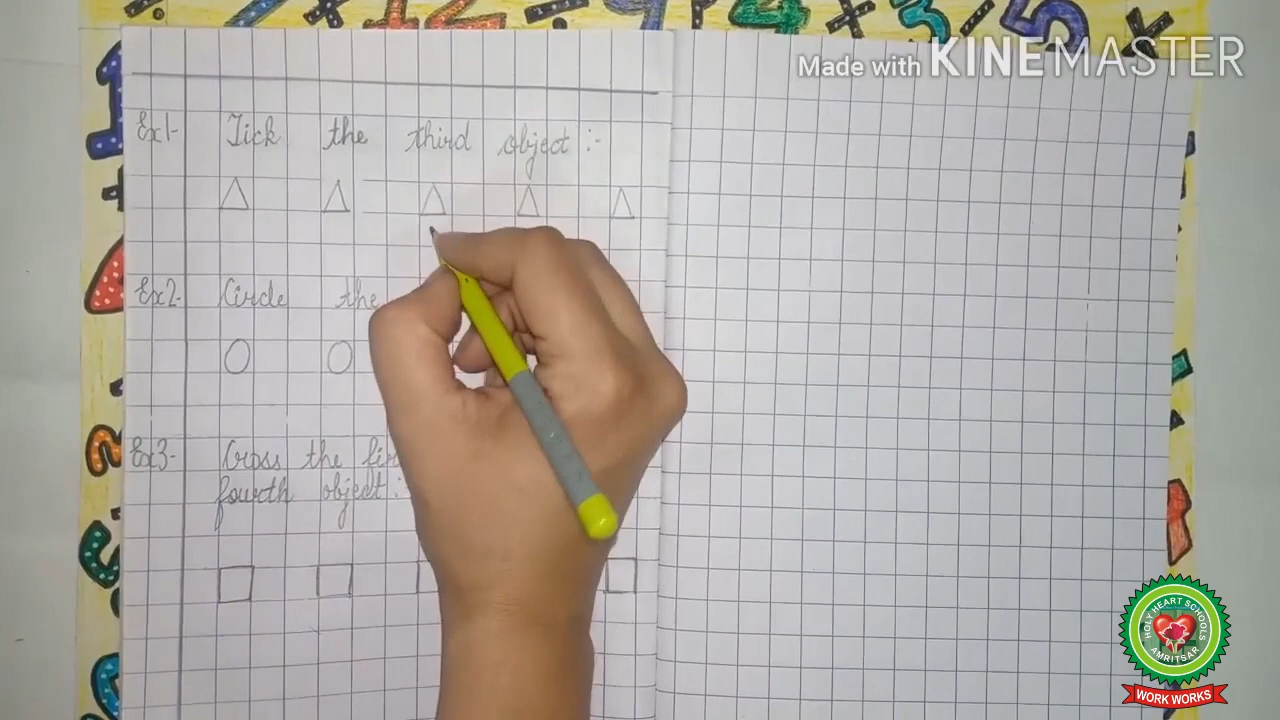 Made with KINEMASTER
Ex1- Tick the third object :-
Ex2- Circle the
Ex3- Cross the
fourth object :
HOLY HEART SCHOOLS
AMRITSAR
WORK WORKS